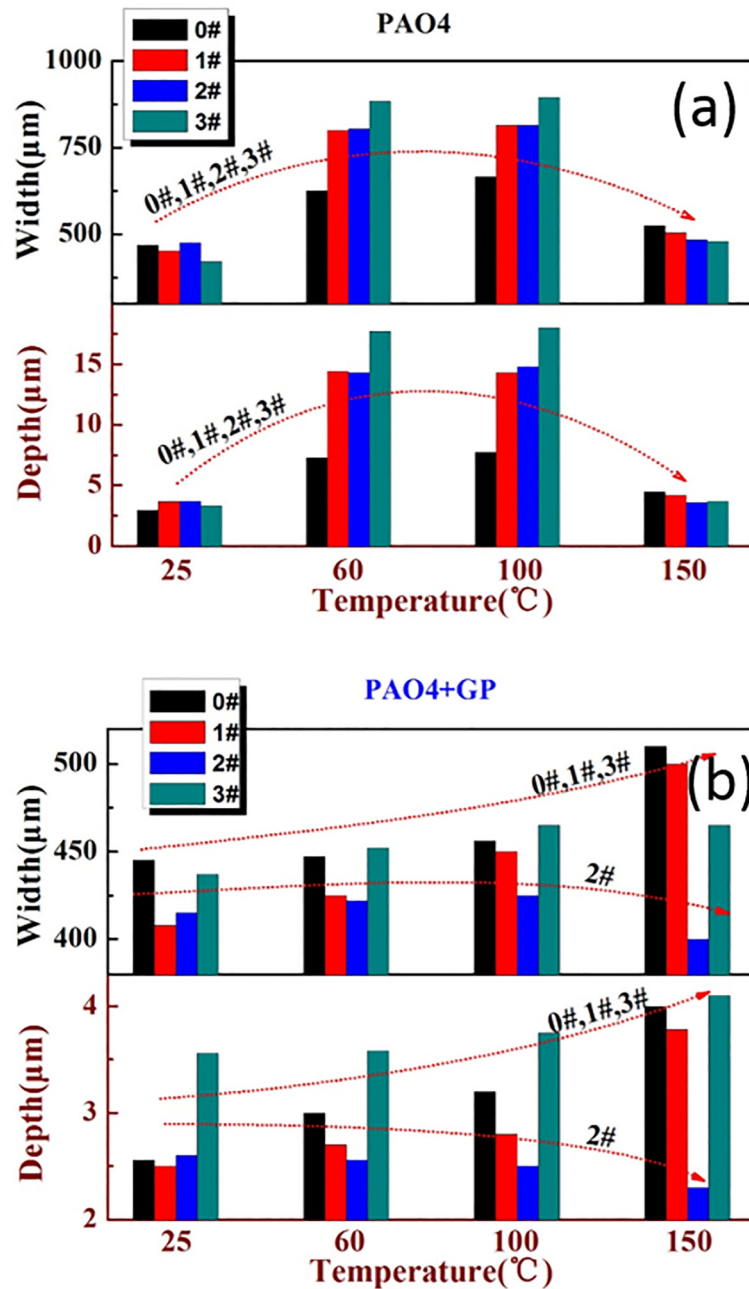 PAO4
0#
1#
2#
3#
(a)
1000
750
500
Width(μm)
0#,1#,2#,3#
15
10
5
0
Depth(μm)
0#,1#,2#,3#
25 60 100 150
Temperature(℃)
PAO4+GP
0#
1#
2#
3#
(b)
500
450
400
Width(μm)
0#,1#,3#
2#
4
3
2
Depth(μm)
0#,1#,3#
2#
25 60 100 150
Temperature(℃)